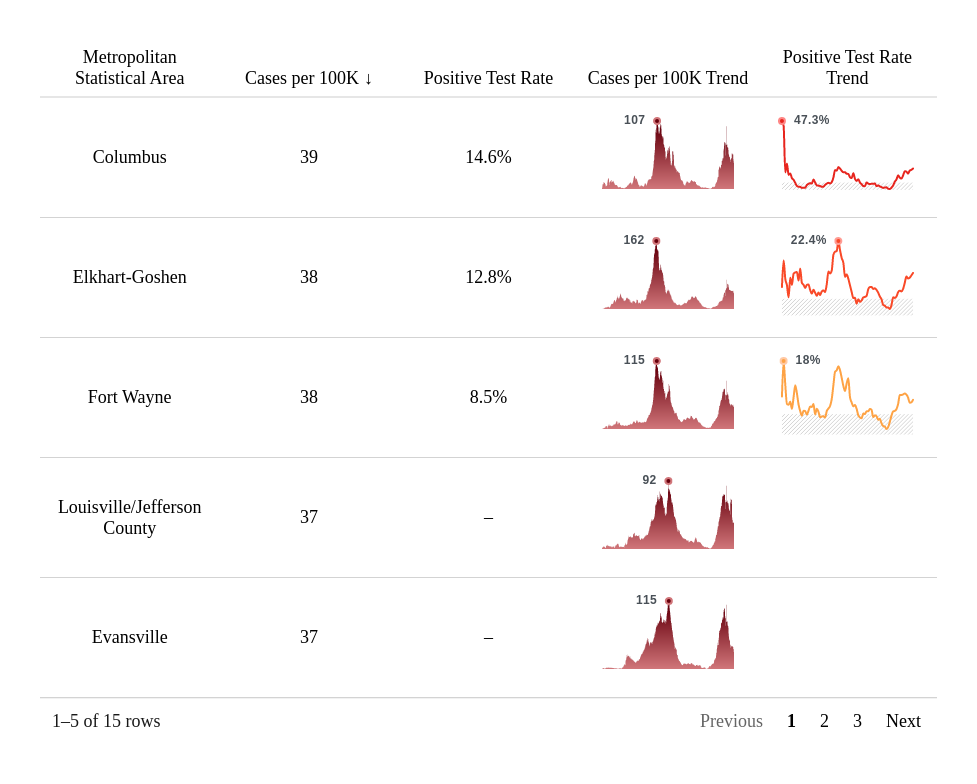 Metropolitan
Statistical Area
Cases per 100K ↓
Positive Test Rate
Cases per 100K Trend
Positive Test Rate
Trend
Columbus
39
14.6%
107
47.3%
Elkhart-Goshen
38
12.8%
162
22.4%
Fort Wayne
38
8.5%
115
18%
Louisville/Jefferson
County
37
–
92
Evansville
37
–
115
1–5 of 15 rows
Previous 1 2 3 Next